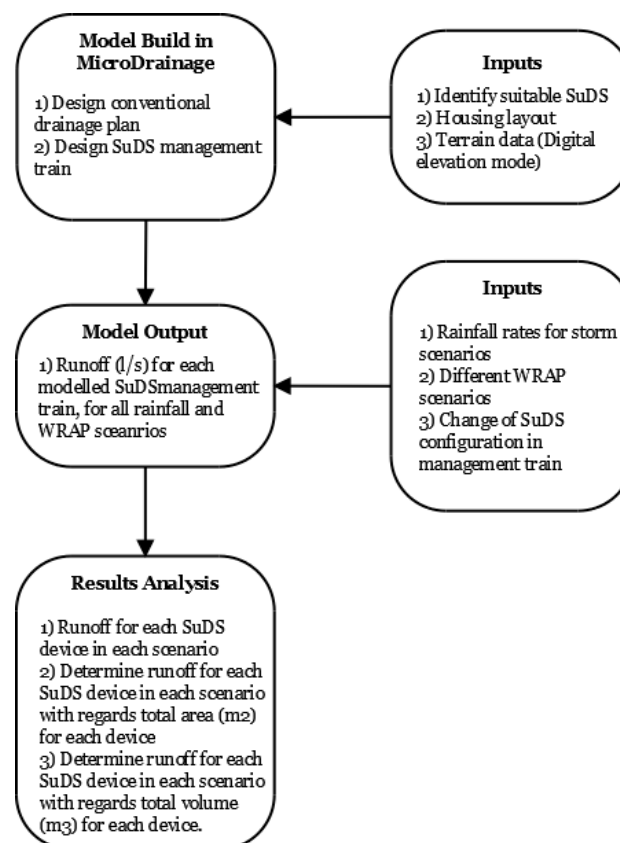 Model Build in
MicroDrainage
1) Design conventional
drainage plan
2) Design SuDS management
train
Inputs
1) Identify suitable SuDS
2) Housing layout
3) Terrain data (Digital
elevation mode)
Model Output
1) Runoff (l/s) for each
modelled SuDSmanagement
train, for all rainfall and
WRAP sceanrios
Inputs
1) Rainfall rates for storm
scenarios
2) Different WRAP
scenarios
3) Change of SuDS
configuration in
management train
Results Analysis
1) Runoff for each SuDS
device in each scenario
2) Determine runoff for each
SuDS device in each scenario
with regards total area (m2)
for each device
3) Determine runoff for each
SuDS device in each scenario
with regards total volume
(m3) for each device.